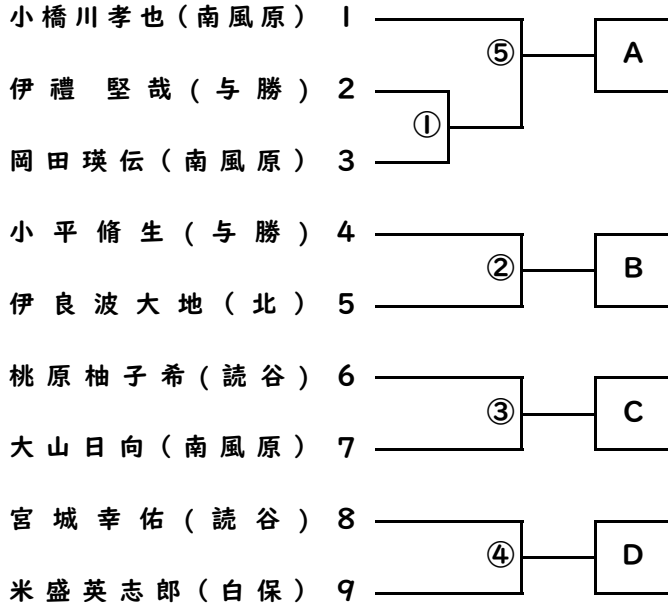 小橋川孝也(南風原) 1
⑤ A
伊禮 堅哉(与勝) 2
①
岡田瑛伝(南風原) 3
小平脩生(与勝) 4
② B
伊良波大地(北) 5
桃原柚子希(読谷) 6
③ C
大山日向(南風原) 7
宮城幸佑(読谷) 8
④ D
米盛英志郎(白保) 9